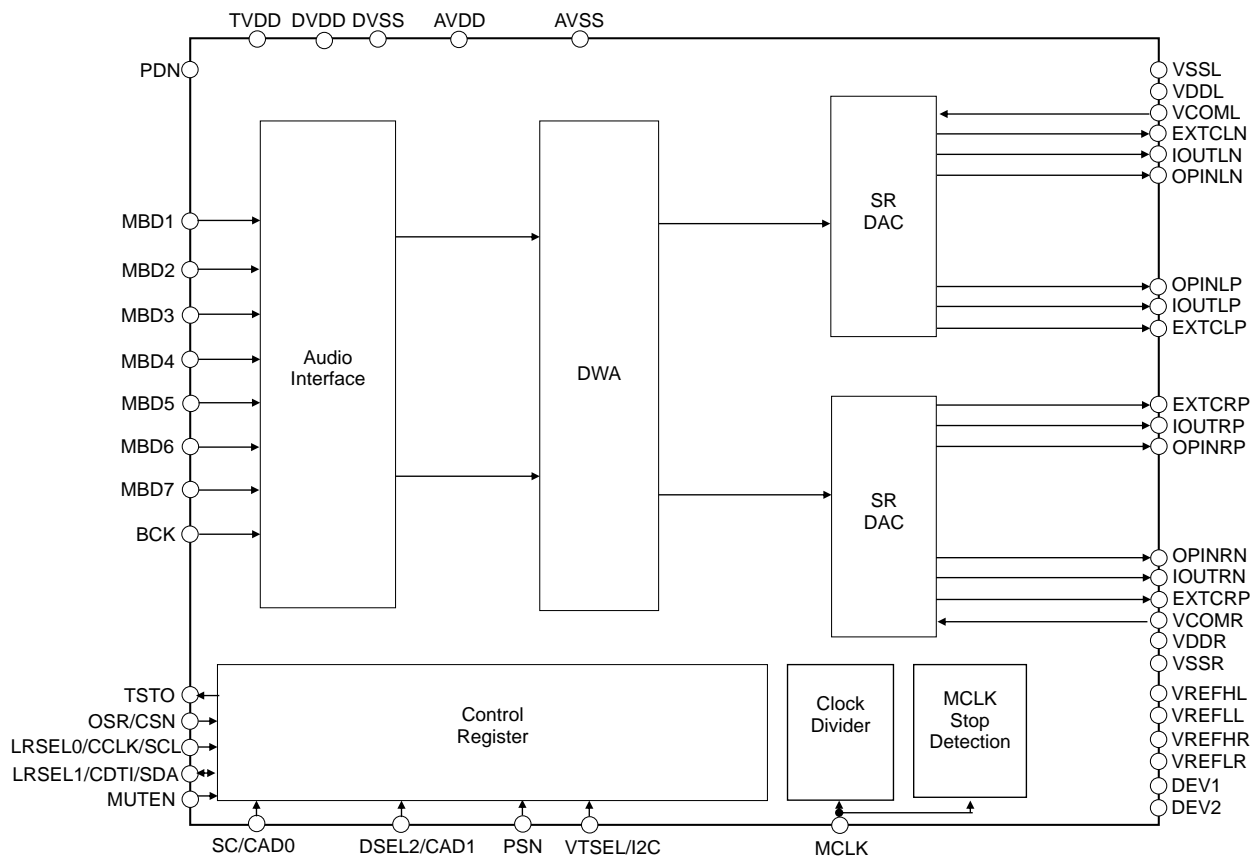 TVDD DVDD DVSS AVDD AVSS
PDN
MBD1
MBD2
MBD3
MBD4
MBD5
MBD6
MBD7
BCK
Audio
Interface
DWA
SR
DAC
SR
DAC
VSSL
VDDL
VCOML
EXTCLN
IOUTLN
OPINLN
OPINLP
IOUTLP
EXTCLP
EXTCRP
IOUTRP
OPINRP
OPINRN
IOUTRN
EXTCRP
VCOMR
VDDR
VSSR
VREFHL
VREFLL
VREFHR
VREFLR
DEV1
DEV2
TSTO
OSR/CSN
LRSEL0/CCLK/SCL
LRSEL1/CDTI/SDA
MUTEN
Control
Register
Clock
Divider
MCLK
Stop
Detection
SC/CAD0 DSEL2/CAD1 PSN VTSEL/I2C MCLK